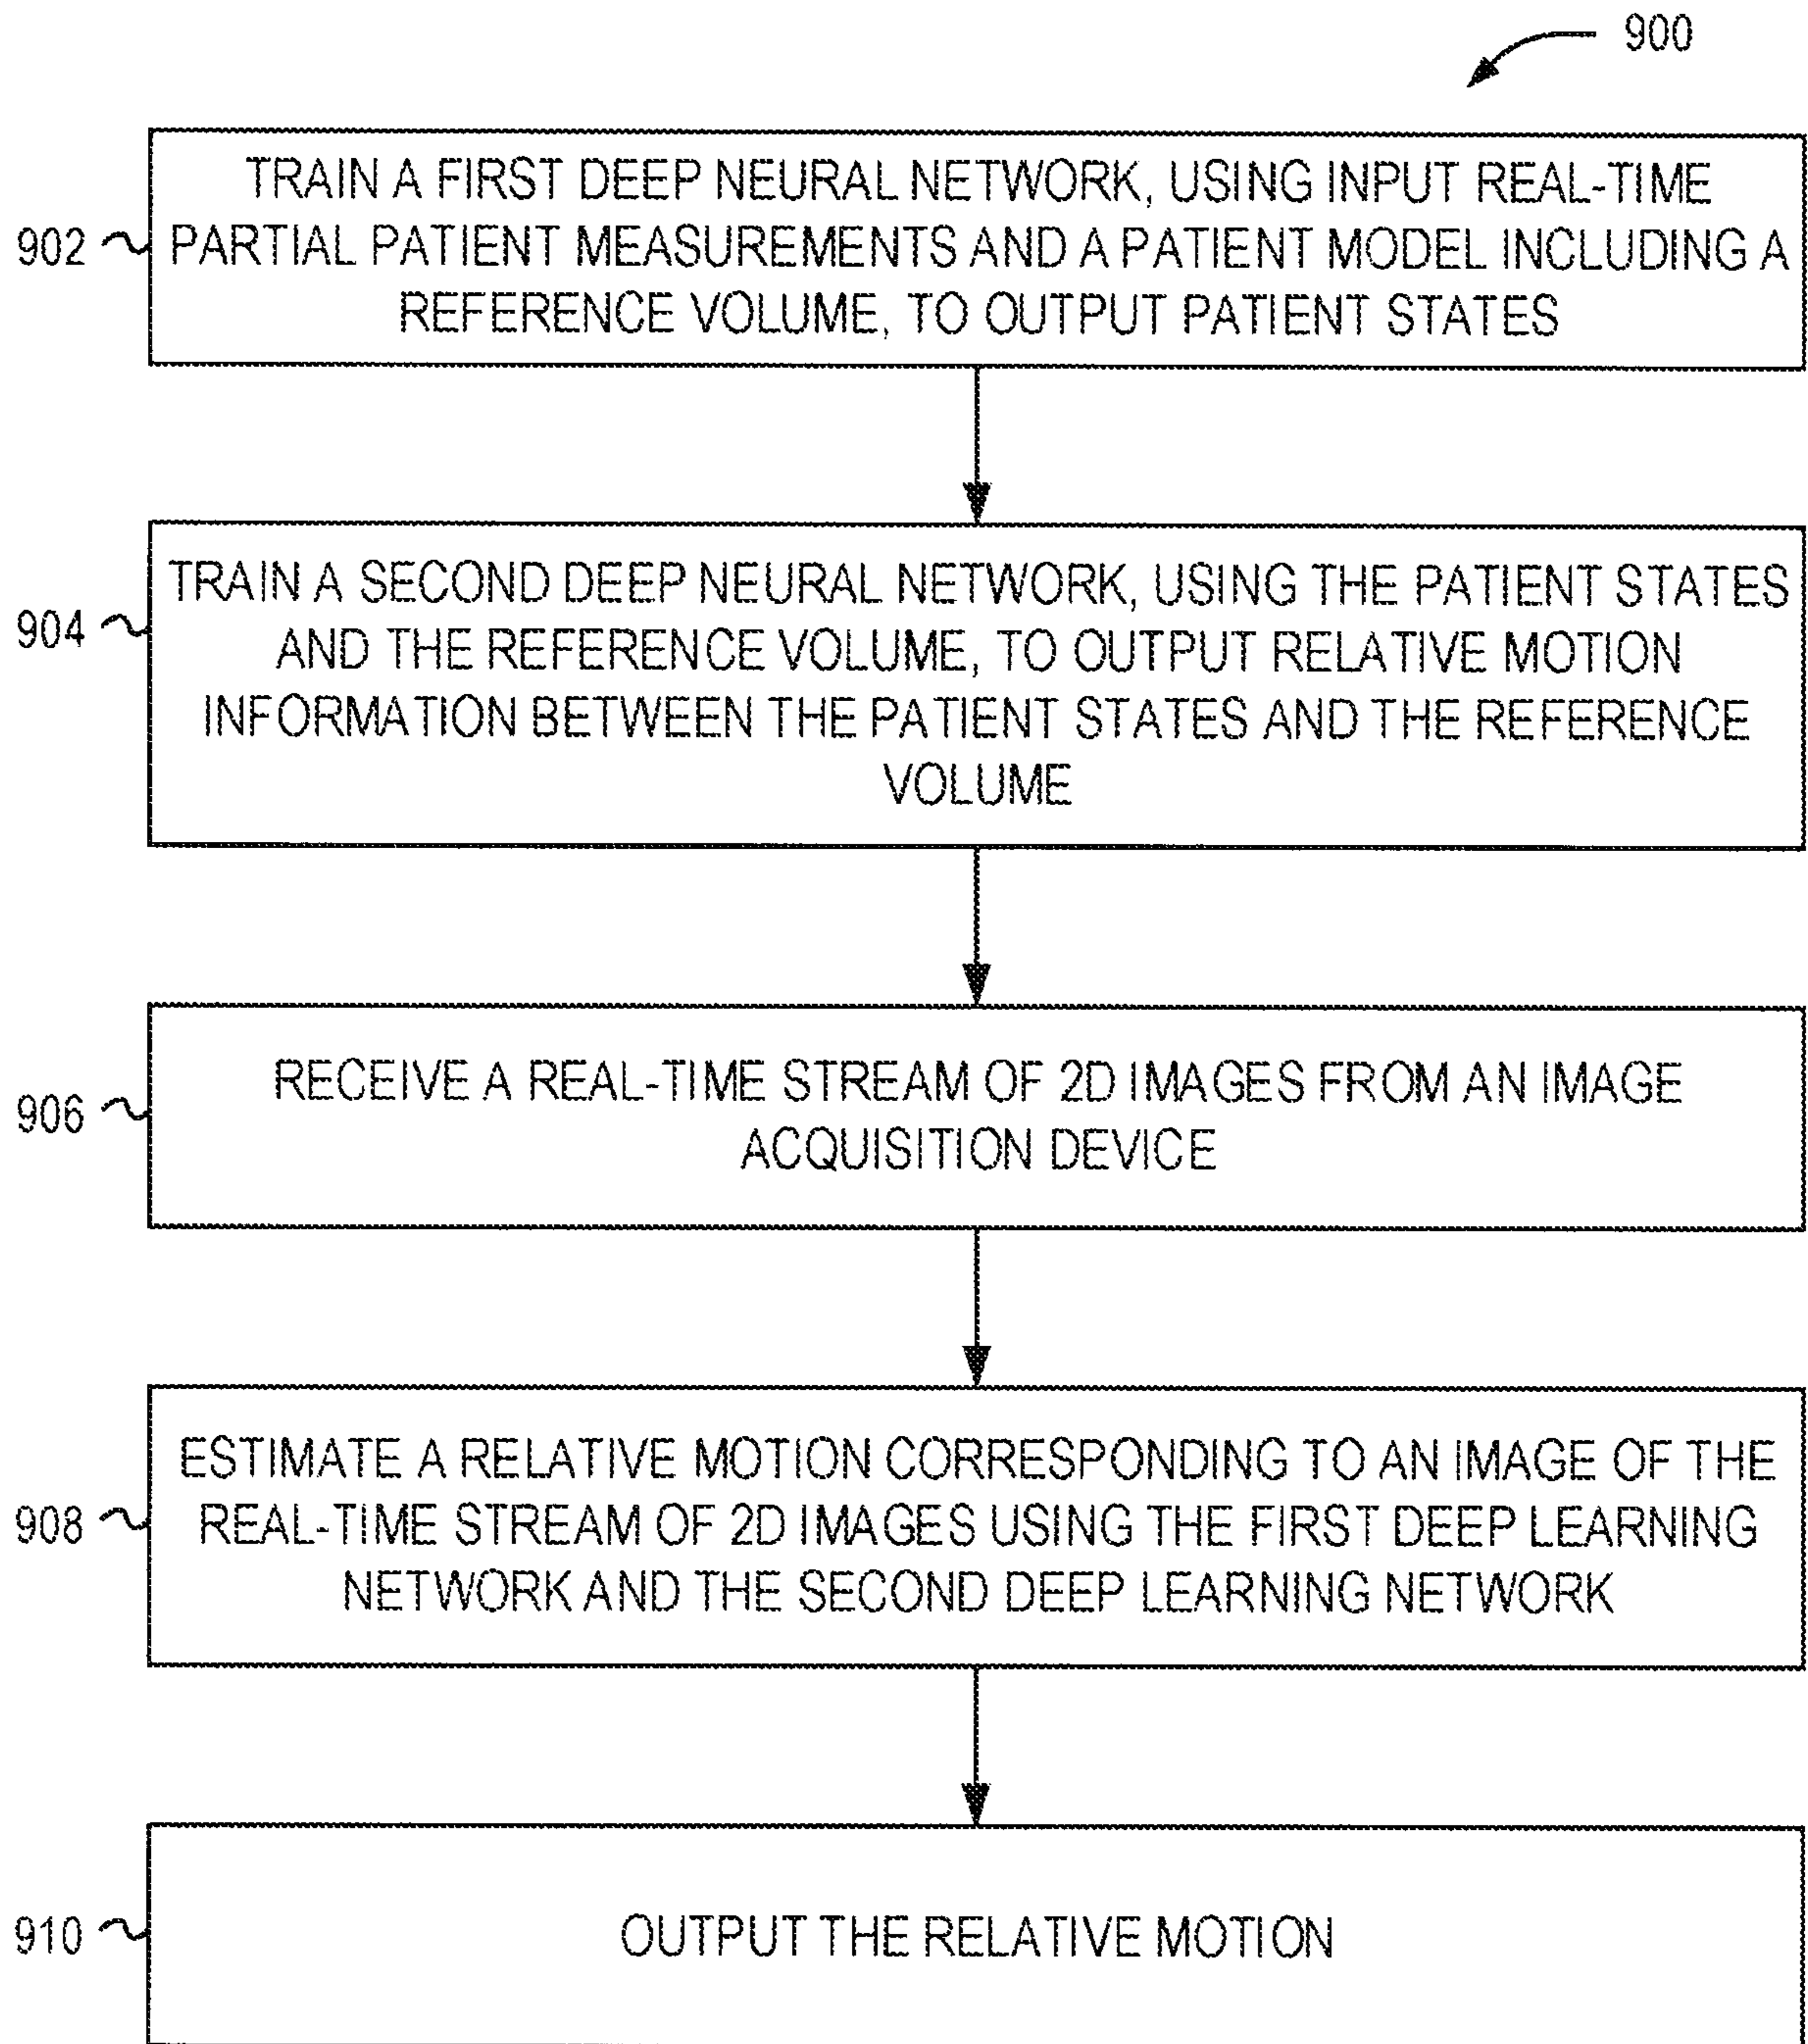 900
TRAIN A FIRST DEEP NEURAL NETWORK, USING INPUT REAL-TIME
902 PARTIAL PATIENT MEASUREMENTS AND A PATIENT MODEL INCLUDING A
REFERENCE VOLUME, TO OUTPUT PATIENT STATES
TRAIN A SECOND DEEP NEURAL NETWORK, USING THE PATIENT STATES
904 AND THE REFERENCE VOLUME, TO OUTPUT RELATIVE MOTION
INFORMATION BETWEEN THE PATIENT STATES AND THE REFERENCE
VOLUME
RECEIVE A REAL-TIME STREAM OF 2D IMAGES FROM AN IMAGE
906 ACQUISITION DEVICE
ESTIMATE A RELATIVE MOTION CORRESPONDING TO AN IMAGE OF THE
908 REAL-TIME STREAM OF 2D IMAGES USING THE FIRST DEEP LEARNING
NETWORK AND THE SECOND DEEP LEARNING NETWORK
910 OUTPUT THE RELATIVE MOTION